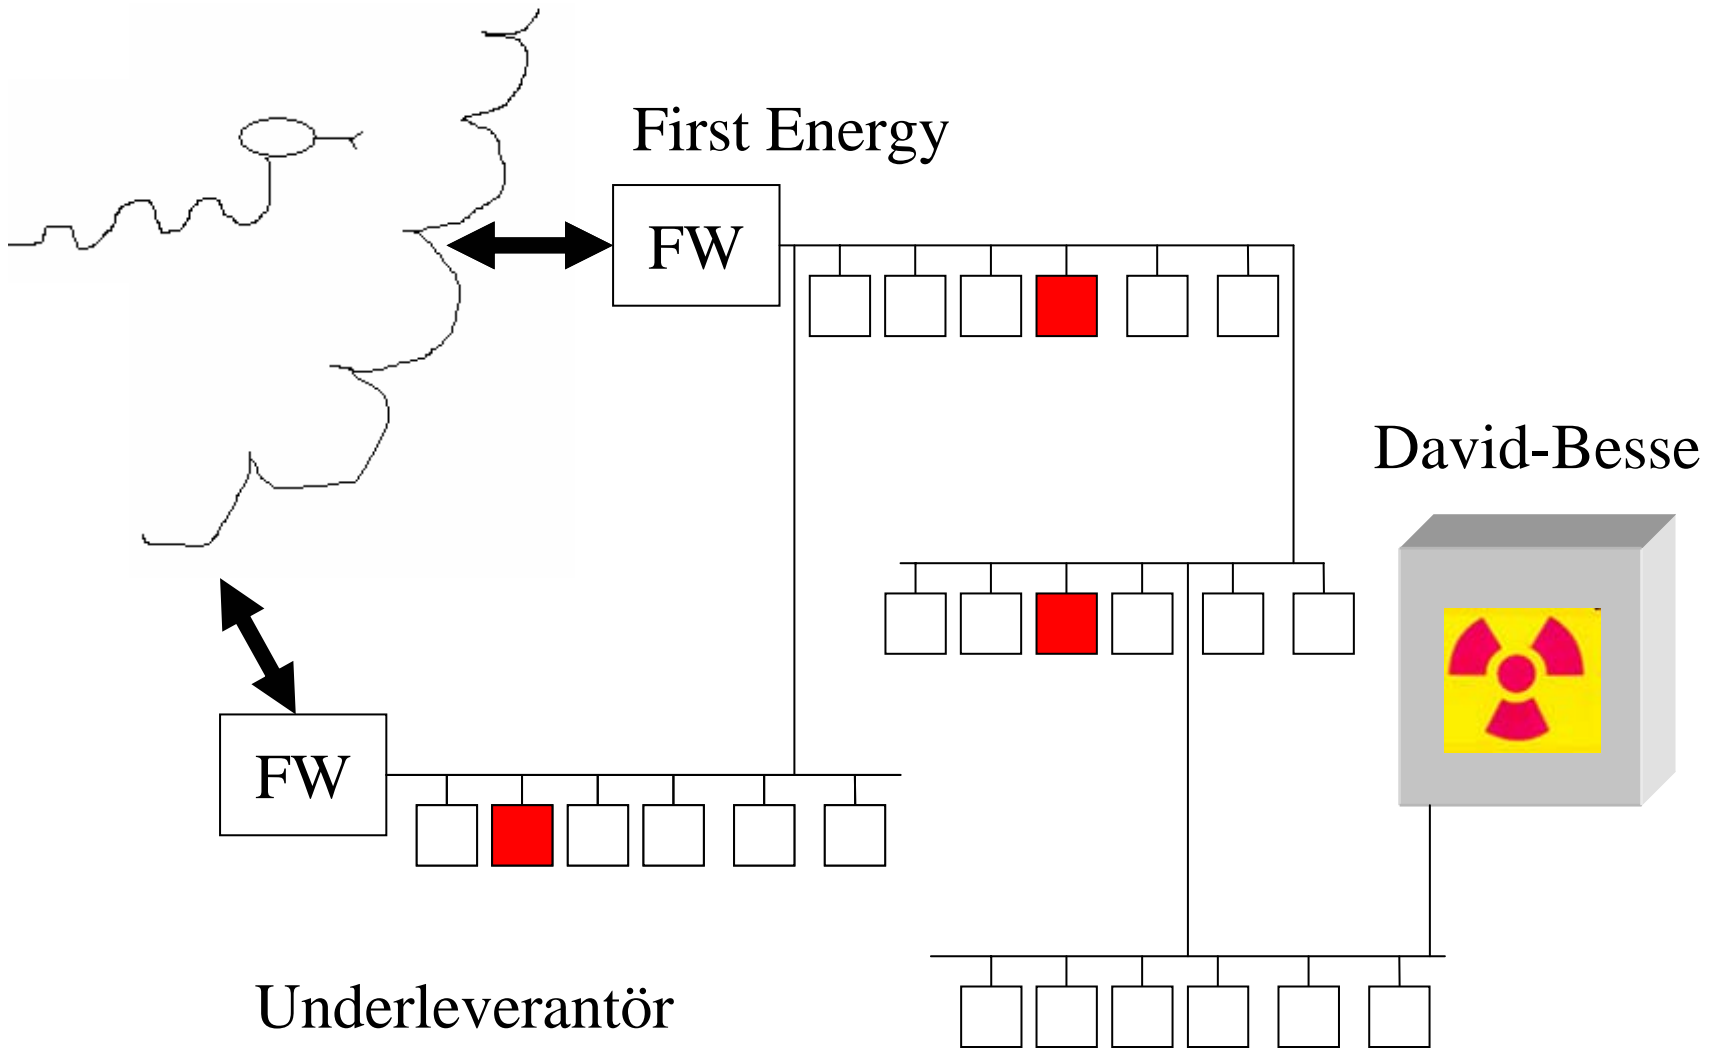 First Energy
FW
David-Besse
FW
Underleverantör